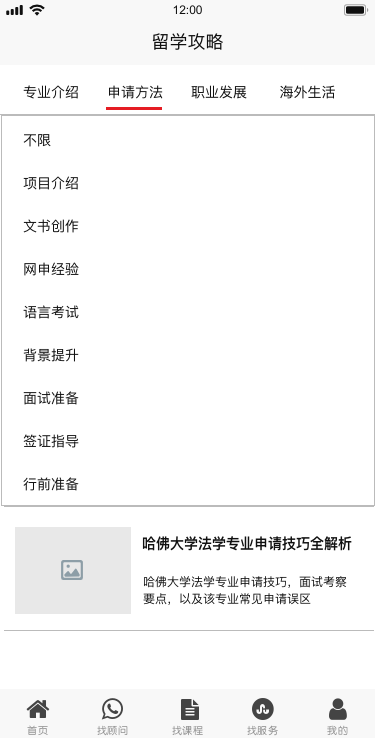 12:00
留学攻略
专业介绍 申请方法 职业发展 海外生活
不限
项目介绍
文书创作
网申经验
语言考试
背景提升
面试准备
签证指导
行前准备
哈佛大学法学专业申请技巧全解析
哈佛大学法学专业申请技巧，面试考察
要点，以及该专业常见申请误区
首页 找顾问 找课程 找服务 我的